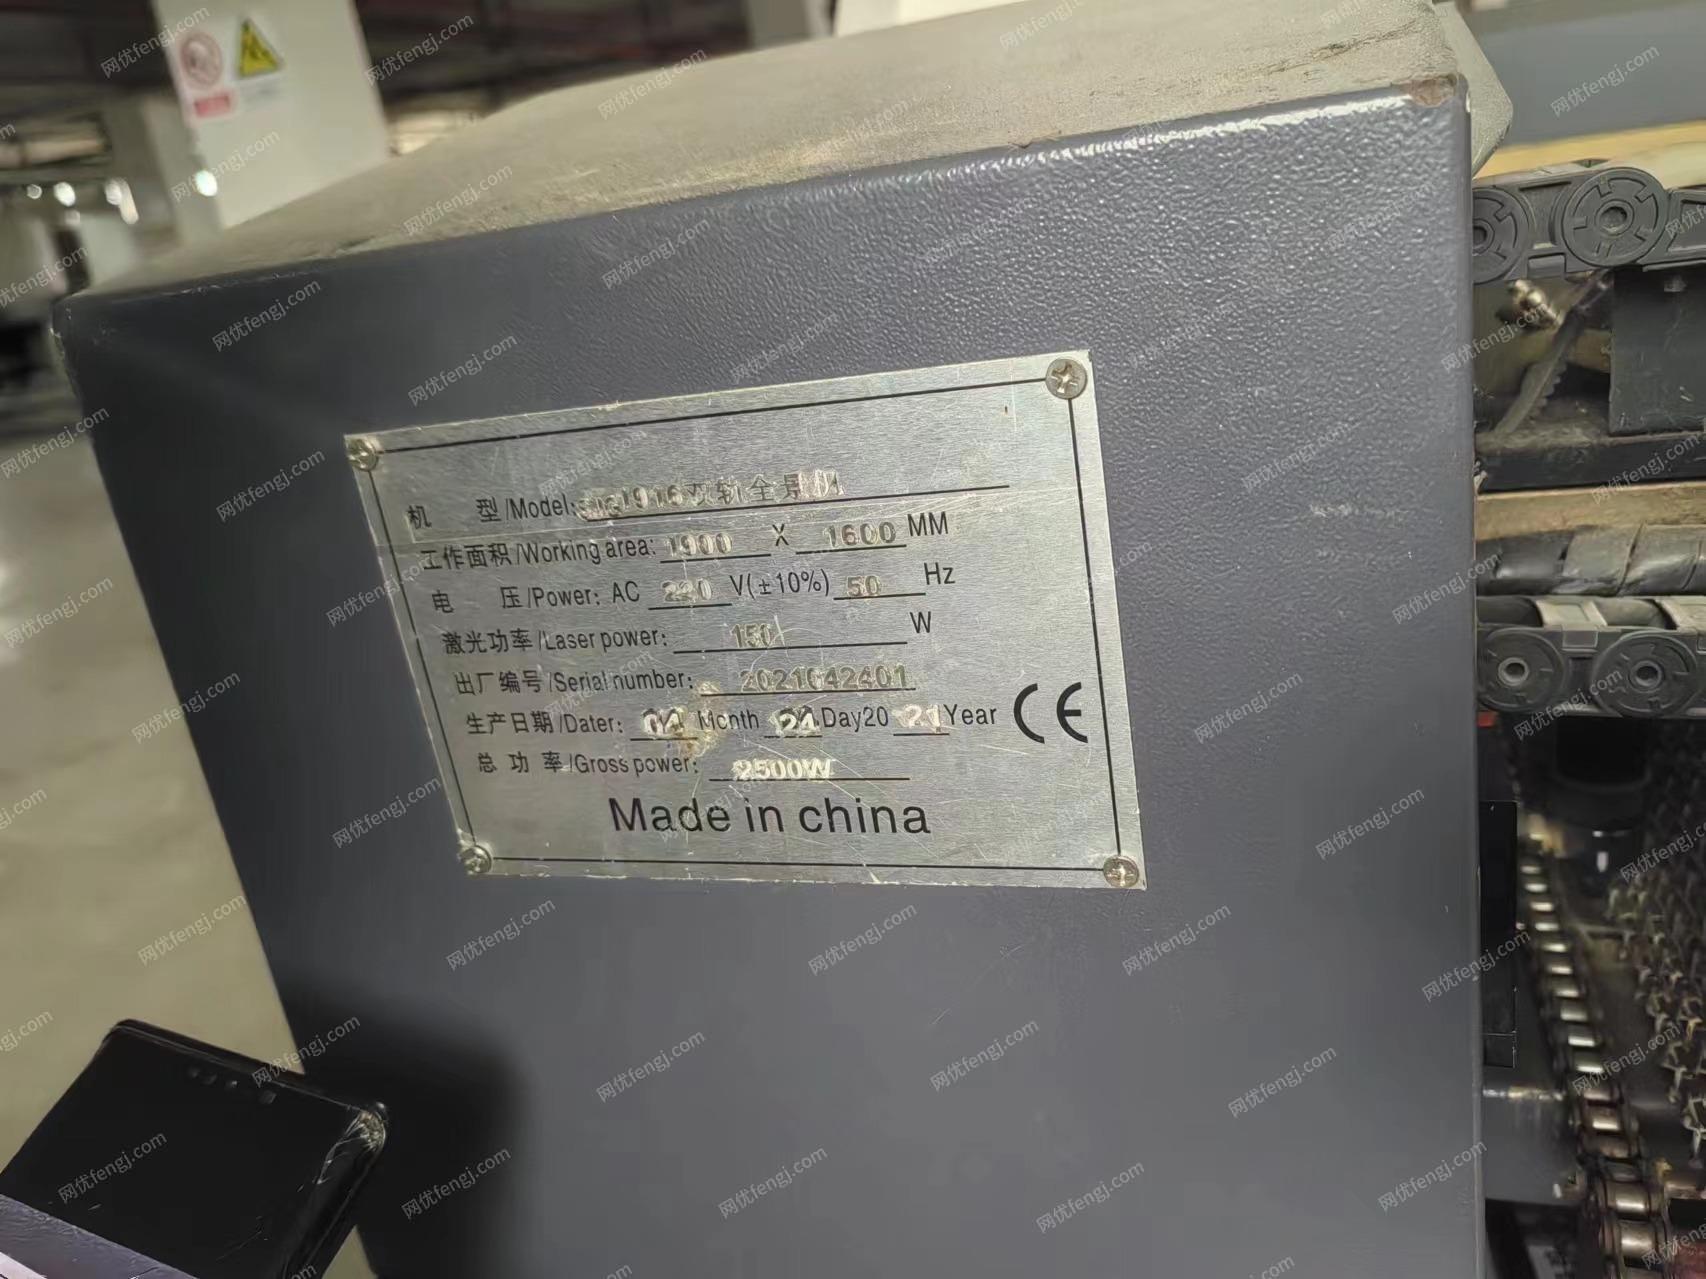 机 型/Model: 1916双轨全景
工作面积/Working area: 1900 X 1600 MM
电 压/Power: AC 220 V(±10%) 50 Hz
激光功率/Laser power: 150 W
出厂编号/Serial number: 2021042401
生产日期/Dater: 04 Month 24 Day20 21 Year CE
总 功 率/Gross power: 2500W
Made in china
网优fengj.com